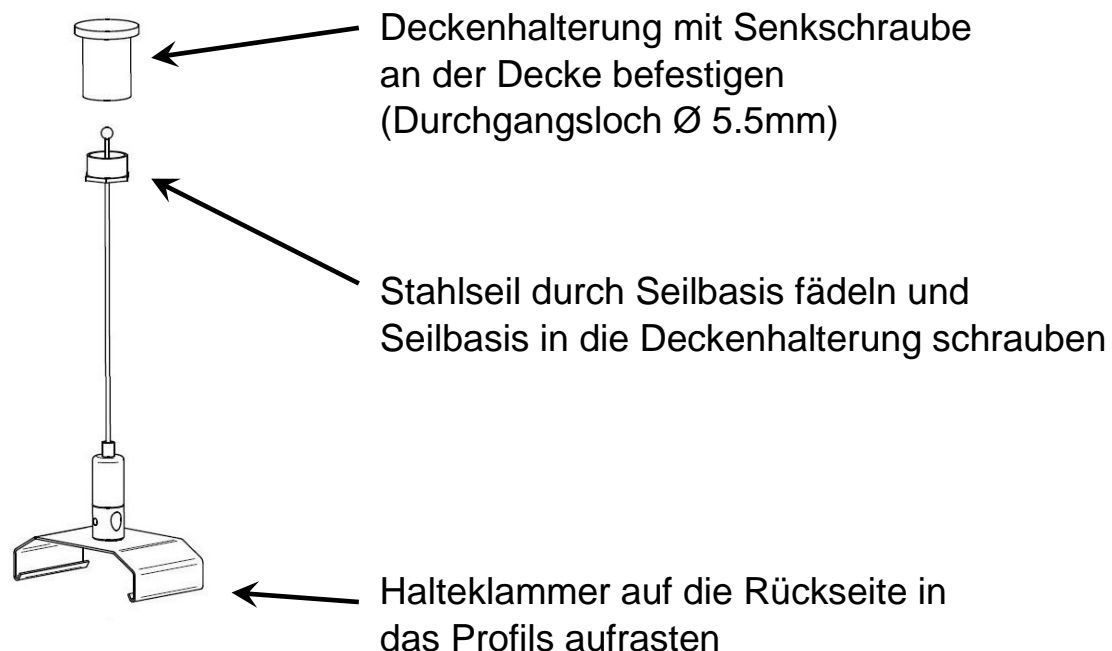 Deckenhalterung mit Senkschraube
an der Decke befestigen
(Durchgangsloch Ø 5.5mm)
Stahlseil durch Seilbasis fädeln und
Seilbasis in die Deckenhalterung schrauben
Halteklammer auf die Rückseite in
das Profils aufrasten